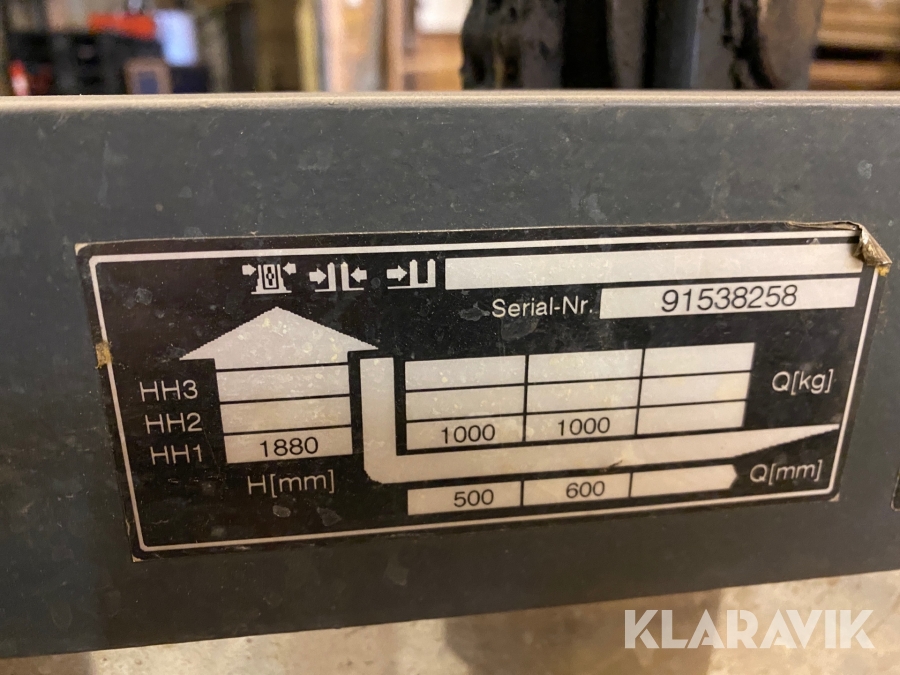 Serial-Nr. 91538258
HH3 Q[kg]
HH2
HH1 1880 1000 1000
H[mm] 500 600 Q[mm]
KLARAVIK